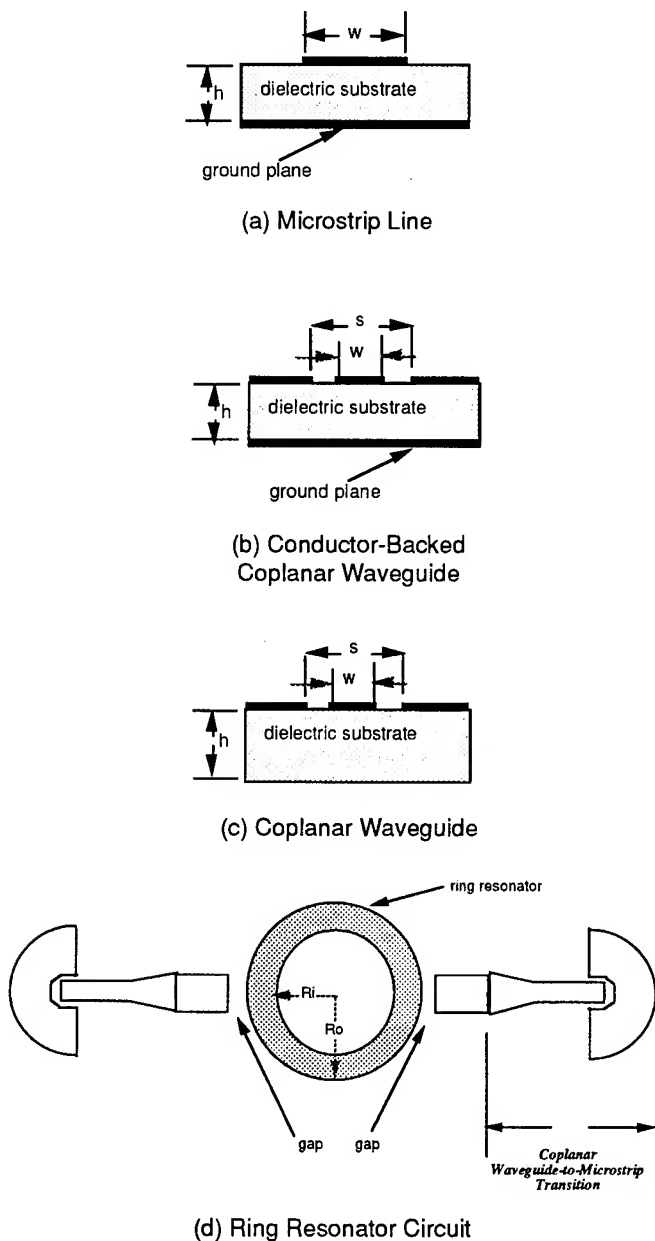 w
h
dielectric substrate
ground plane
(a) Microstrip Line
s
w
h
dielectric substrate
ground plane
(b) Conductor-Backed
Coplanar Waveguide
s
w
h
dielectric substrate
(c) Coplanar Waveguide
ring resonator
Ri
Ro
gap
gap
Coplanar
Waveguide-to-Microstrip
Transition
(d) Ring Resonator Circuit